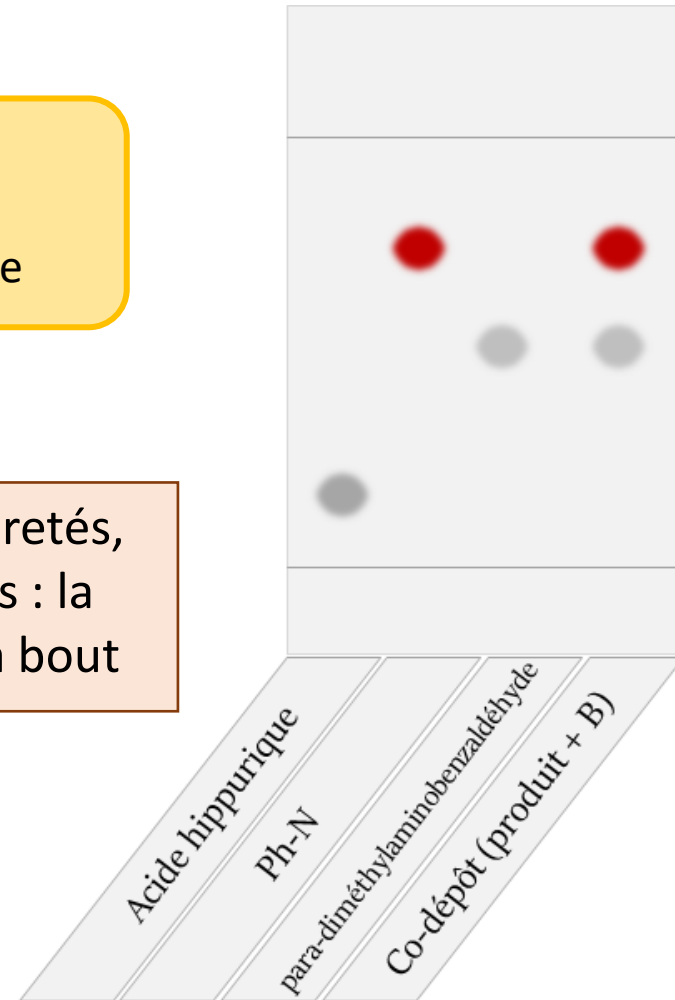 e
retés,
s : la
bout
Acide hippurique
Ph-N
para-diméthylaminobenzaldéhyde
Co-dépôt (produit + B)